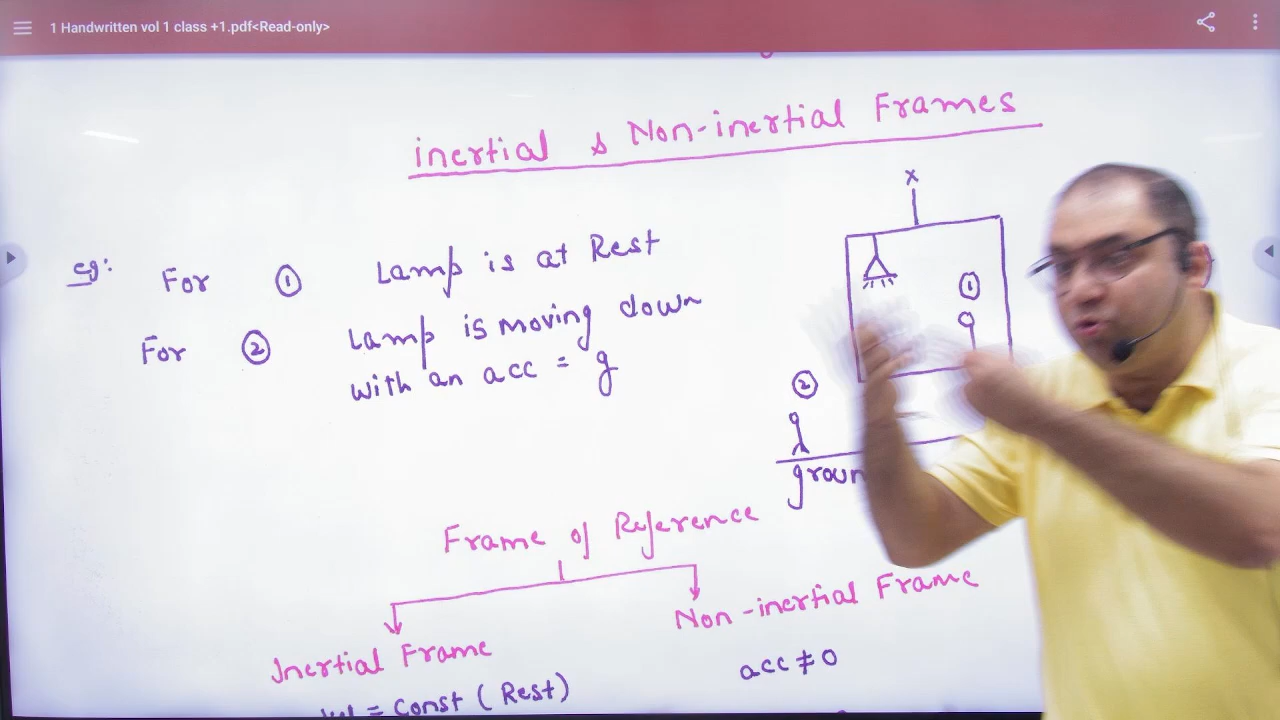 1 Handwritten vol 1 class +1.pdf<Read-only>
inertial & Non-inertial Frames
eg: For ① Lamp is at Rest
For ② Lamp is moving down
with an acc = g
x
①
②
Frame of Reference
Inertial Frame
Non-inertial Frame
= Const (Rest)
acc ≠ 0